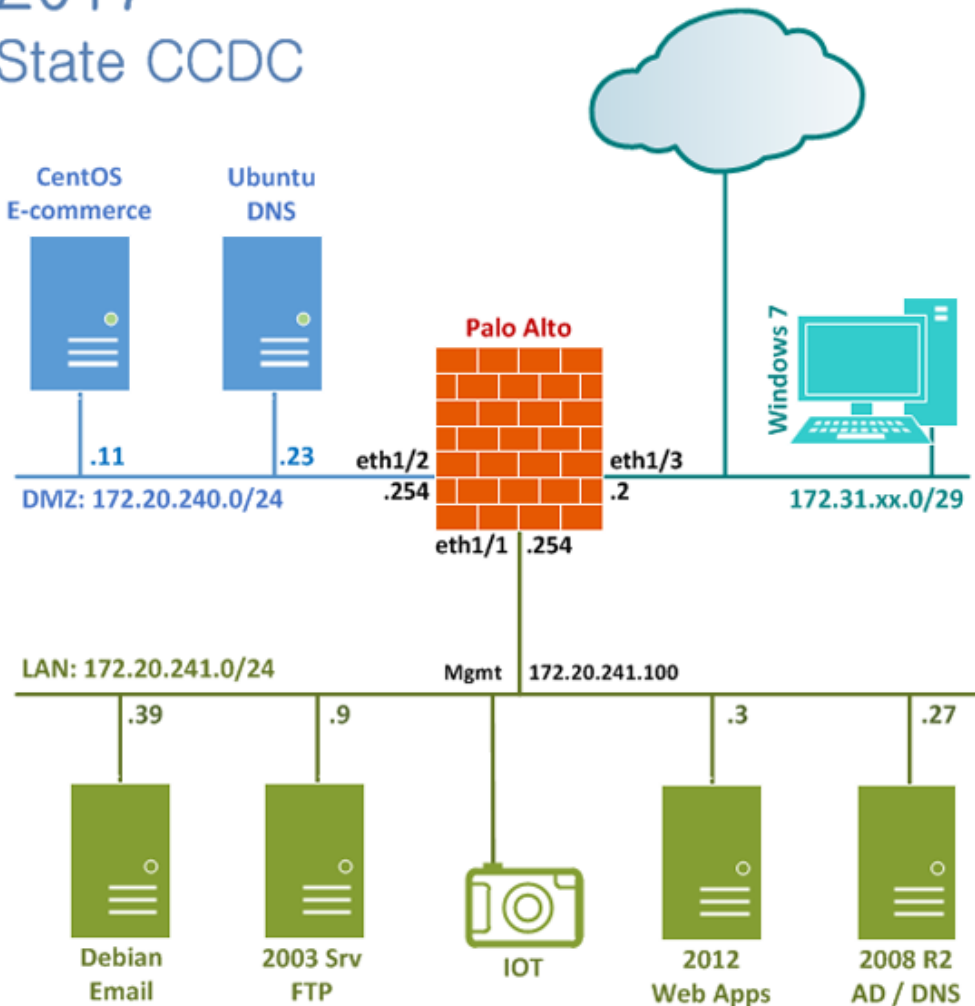 2017
State CCDC
CentOS
E-commerce
Ubuntu
DNS
Palo Alto
Windows 7
.11
.23
eth1/2
.254
eth1/3
.2
DMZ: 172.20.240.0/24
172.31.xx.0/29
eth1/1
.254
LAN: 172.20.241.0/24
Mgmt
172.20.241.100
.39
.9
.3
.27
Debian
Email
2003 Srv
FTP
IOT
2012
Web Apps
2008 R2
AD / DNS